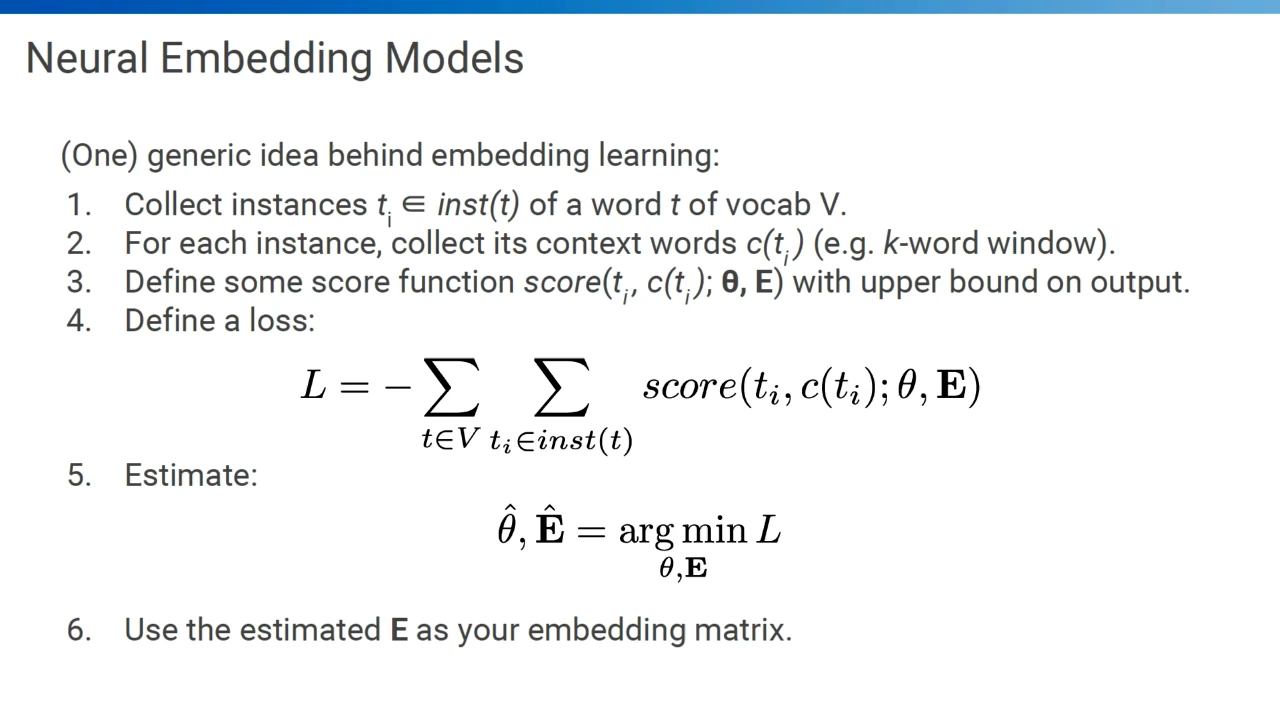 Neural Embedding Models
(One) generic idea behind embedding learning:
1. Collect instances tᵢ ∈ inst(t) of a word t of vocab V.
2. For each instance, collect its context words c(tᵢ) (e.g. k-word window).
3. Define some score function score(tᵢ, c(tᵢ); θ, E) with upper bound on output.
4. Define a loss:
L = − ∑_{t∈V} ∑_{tᵢ∈inst(t)} score(tᵢ, c(tᵢ); θ, E)
5. Estimate:
θ̂, Ê = arg min_{θ,E} L
6. Use the estimated E as your embedding matrix.